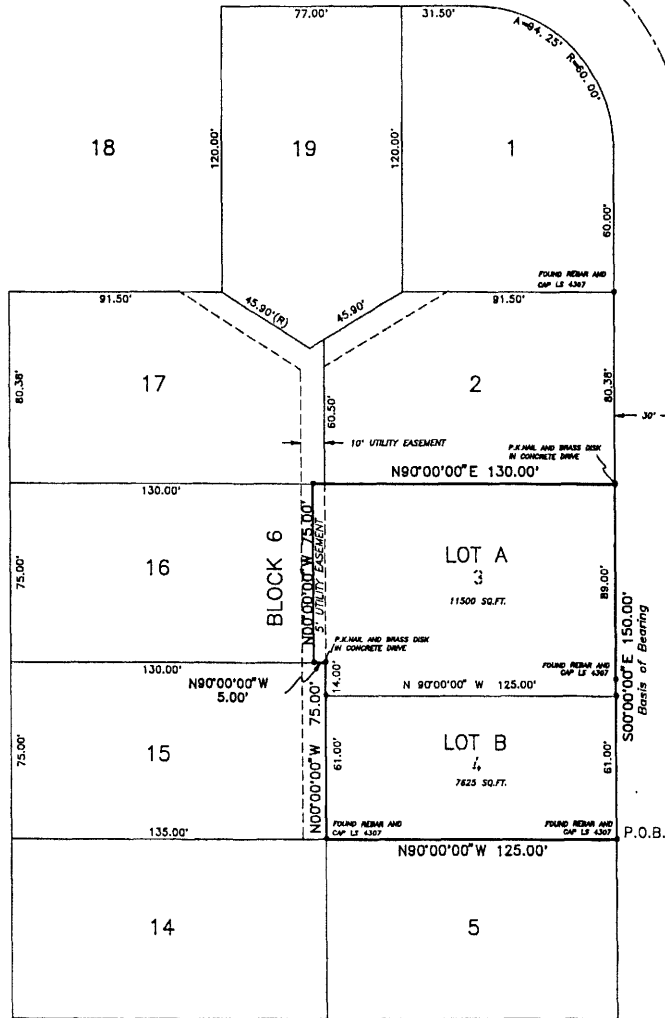 77.00'
31.50'
A=94.25' R=60.00'
18
120.00'
19
120.00'
1
60.00'
FOUND REBAR AND
CAP LS 4307
91.50'
45.90'(R)
45.90'
91.50'
80.38'
17
60.50'
2
80.38'
30'
10' UTILITY EASEMENT
P.K.NAIL AND BRASS DISK
IN CONCRETE DRIVE
N90°00'00"E 130.00'
130.00'
75.00'
16
BLOCK 6
N00°00'00"W 75.00'
5' UTILITY EASEMENT
LOT A
3
11500 SQ.FT.
89.00'
S00°00'00"E 150.00'
Basis of Bearing
P.K.NAIL AND BRASS DISK
IN CONCRETE DRIVE
130.00'
N90°00'00"W
5.00'
14.00'
FOUND REBAR AND
CAP LS 4307
N 90°00'00" W 125.00'
75.00'
15
N00°00'00"W 75.00'
61.00'
LOT B
4
7625 SQ.FT.
61.00'
135.00'
FOUND REBAR AND
CAP LS 4307
FOUND REBAR AND
CAP LS 4307
P.O.B.
N90°00'00"W 125.00'
14
5